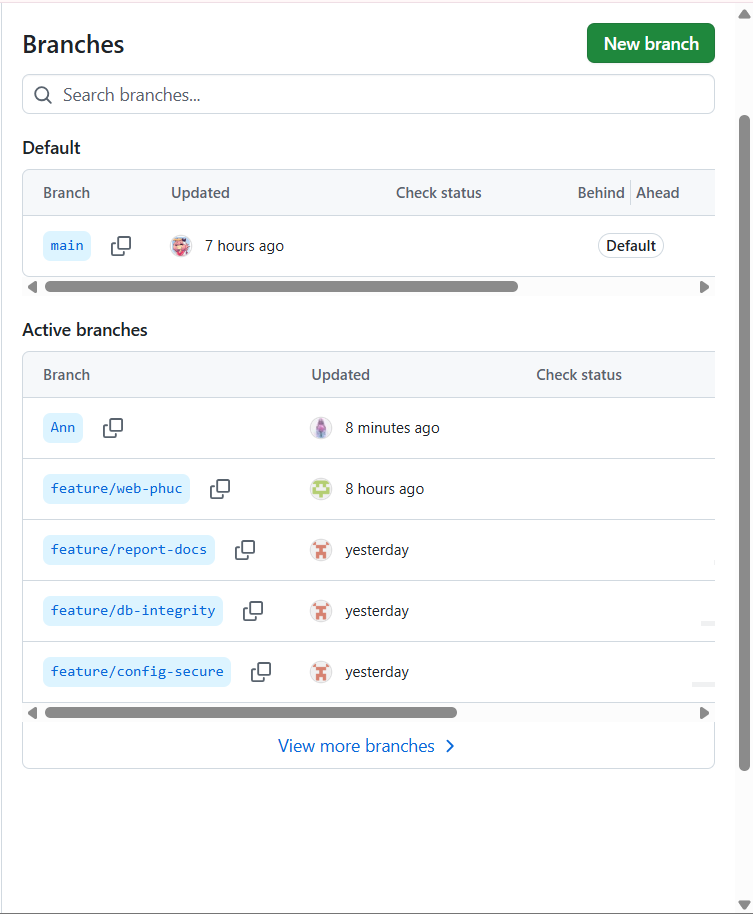 Branches
New branch
Search branches...
Default
Branch Updated Check status Behind Ahead
main 7 hours ago Default
Active branches
Branch Updated Check status
Ann 8 minutes ago
feature/web-phuc 8 hours ago
feature/report-docs yesterday
feature/db-integrity yesterday
feature/config-secure yesterday
View more branches